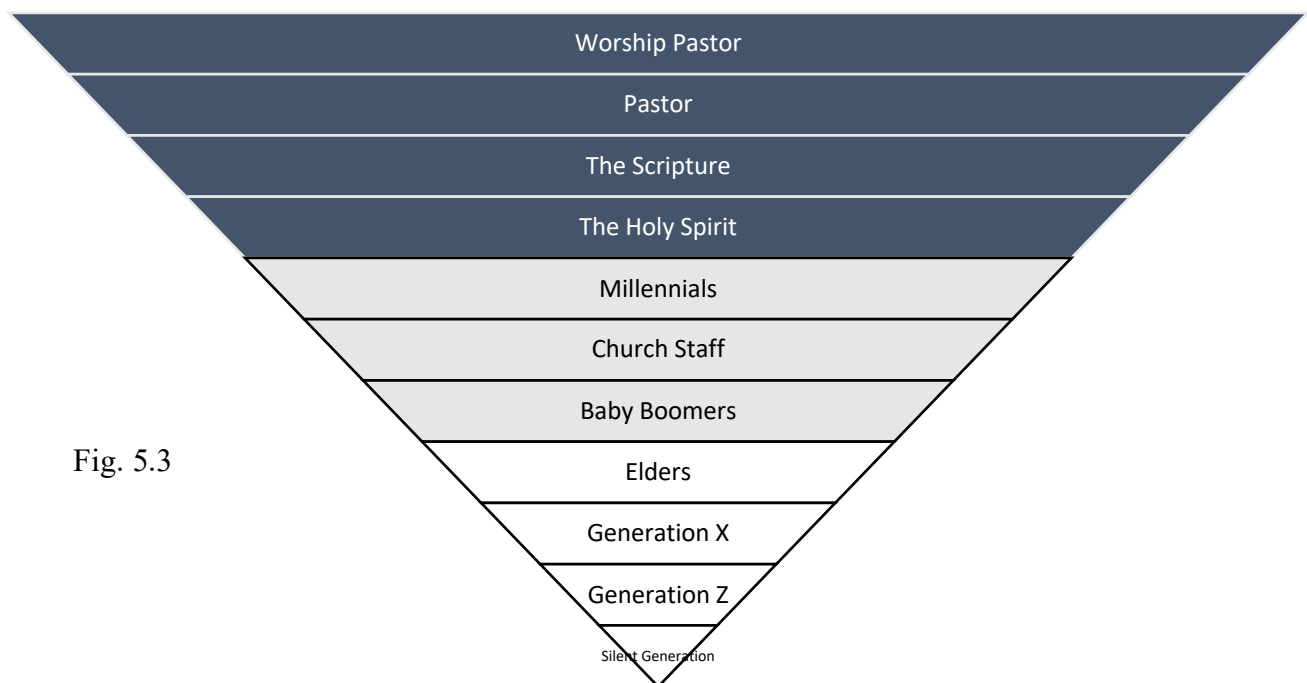 Worship Pastor
Pastor
The Scripture
The Holy Spirit
Millennials
Church Staff
Baby Boomers
Fig. 5.3
Elders
Generation X
Generation Z
Silent Generation